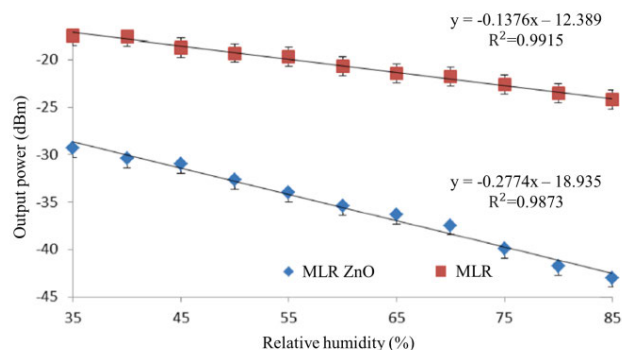 y = -0.1376x – 12.389
R²=0.9915
-20
-25
-30
-35
-40
-45
Output power (dBm)
y = -0.2774x – 18.935
R²=0.9873
MLR ZnO
MLR
35 45 55 65 75 85
Relative humidity (%)